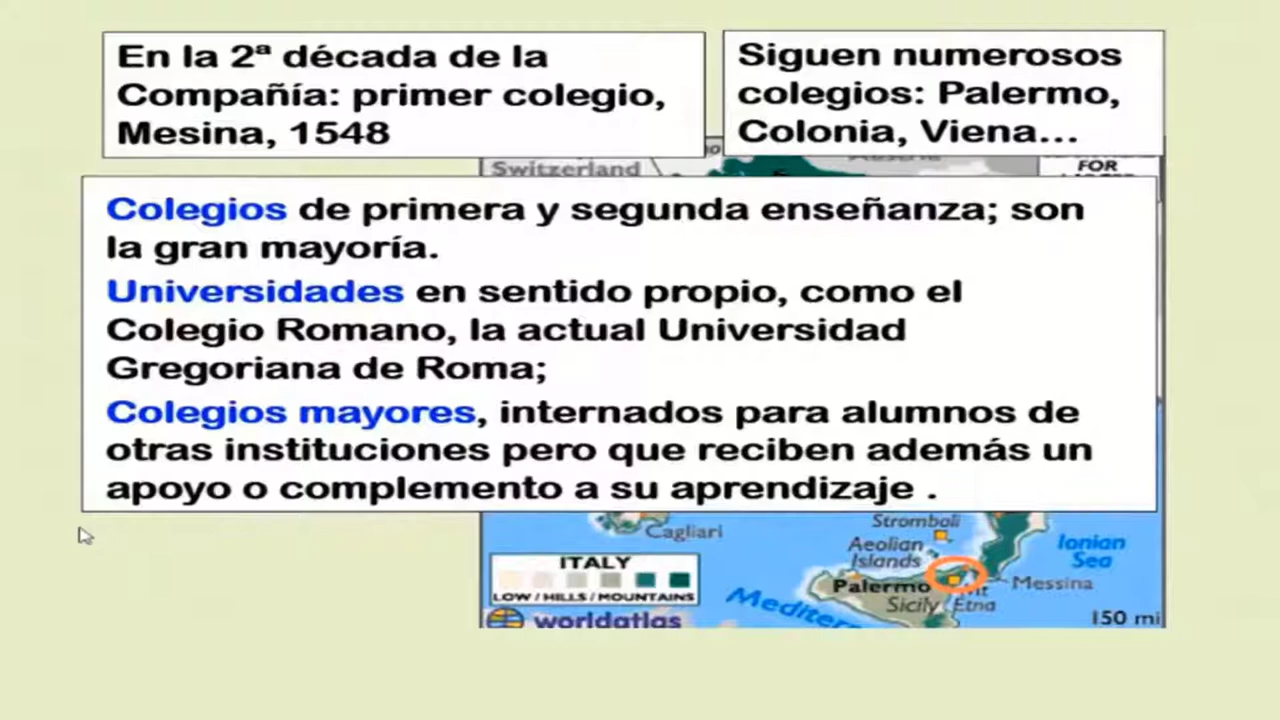 En la 2ª década de la
Compañía: primer colegio,
Mesina, 1548
Siguen numerosos
colegios: Palermo,
Colonia, Viena...
Switzerland
FOR
Colegios de primera y segunda enseñanza; son
la gran mayoría.
Universidades en sentido propio, como el
Colegio Romano, la actual Universidad
Gregoriana de Roma;
Colegios mayores, internados para alumnos de
otras instituciones pero que reciben además un
apoyo o complemento a su aprendizaje .
Cagliari
Stromboli
Aeolian
Islands
Ionian
Sea
ITALY
LOW / HILLS / MOUNTAINS
Palermo
Messina
Sicily
Etna
worldatlas
150 mi